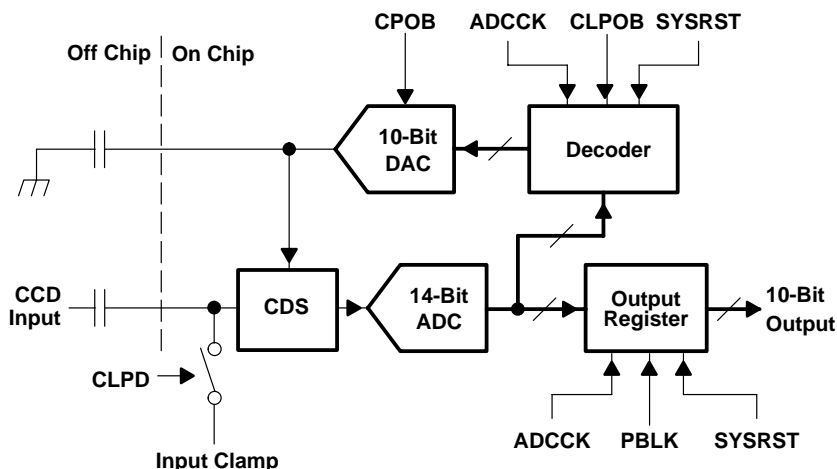 CPOB
ADCCK CLPOB SYSRST
Off Chip On Chip
10-Bit
DAC
Decoder
CCD
Input
CDS
14-Bit
ADC
Output
Register
10-Bit
Output
CLPD
ADCCK PBLK SYSRST
Input Clamp